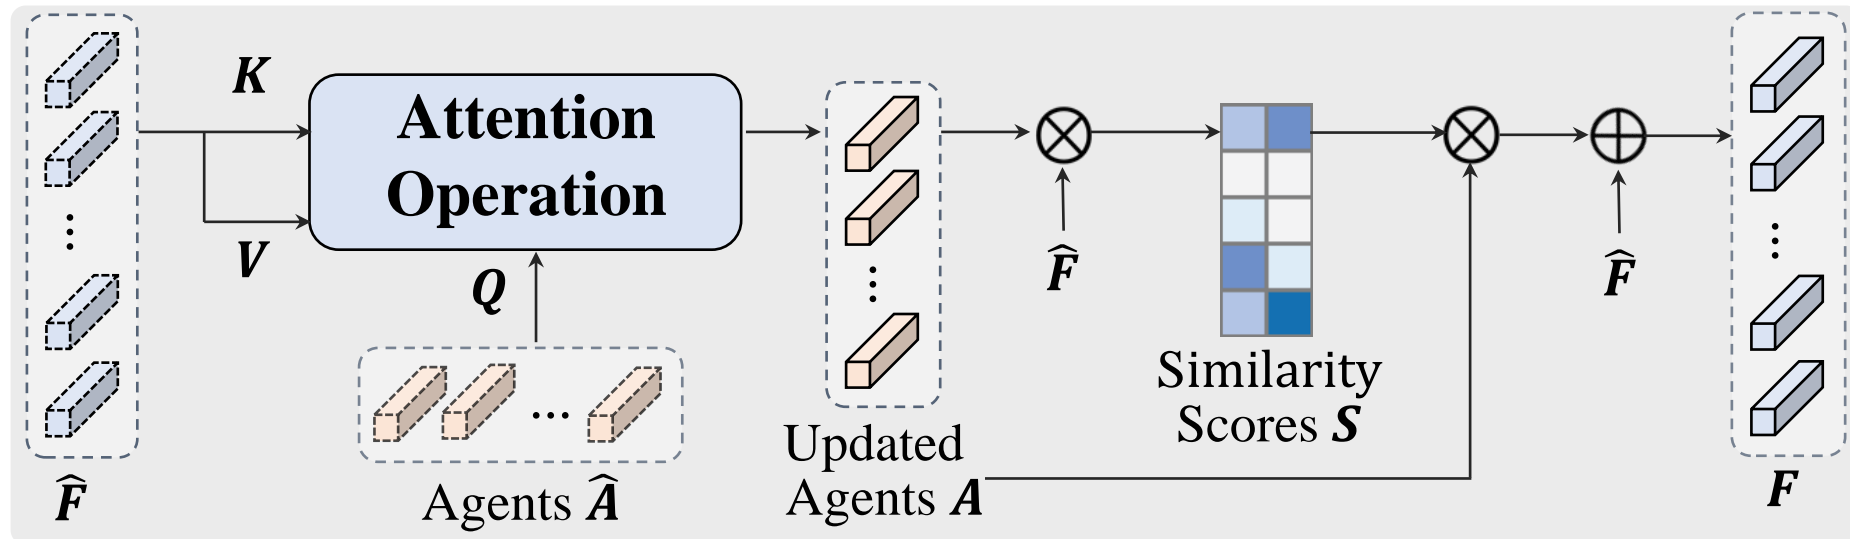 K
Attention
Operation
V
Q
F̂
F̂
F̂
Agents Â
Updated
Agents A
Similarity
Scores S
F